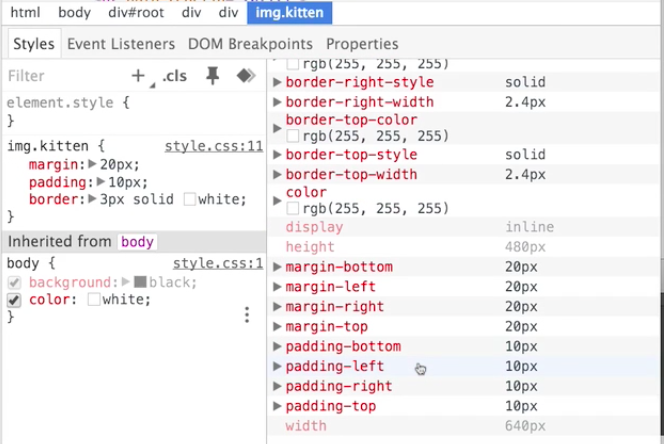 html body div#root div div img.kitten
Styles Event Listeners DOM Breakpoints Properties
Filter + .cls
element.style {
}
img.kitten { style.css:11
margin: 20px;
padding: 10px;
border: 3px solid white;
}
Inherited from body
body { style.css:1
background: black;
color: white;
}
rgb(255, 255, 255)
border-right-style solid
border-right-width 2.4px
border-top-color
rgb(255, 255, 255)
border-top-style solid
border-top-width 2.4px
color
rgb(255, 255, 255)
display inline
height 480px
margin-bottom 20px
margin-left 20px
margin-right 20px
margin-top 20px
padding-bottom 10px
padding-left 10px
padding-right 10px
padding-top 10px
width 640px